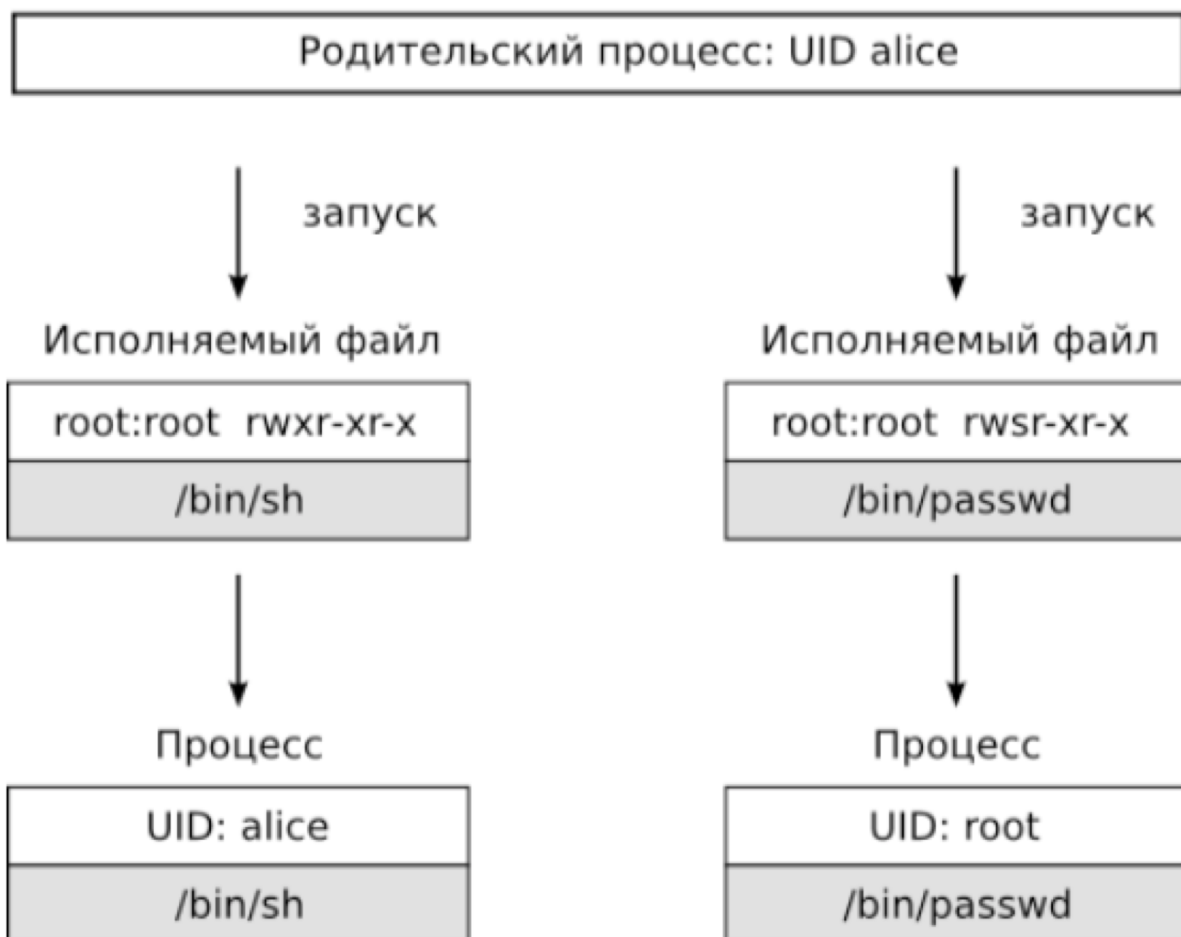 Родительский процесс: UID alice
запуск
запуск
Исполняемый файл
Исполняемый файл
root:root rwxr-xr-x
root:root rwsr-xr-x
/bin/sh
/bin/passwd
Процесс
Процесс
UID: alice
UID: root
/bin/sh
/bin/passwd